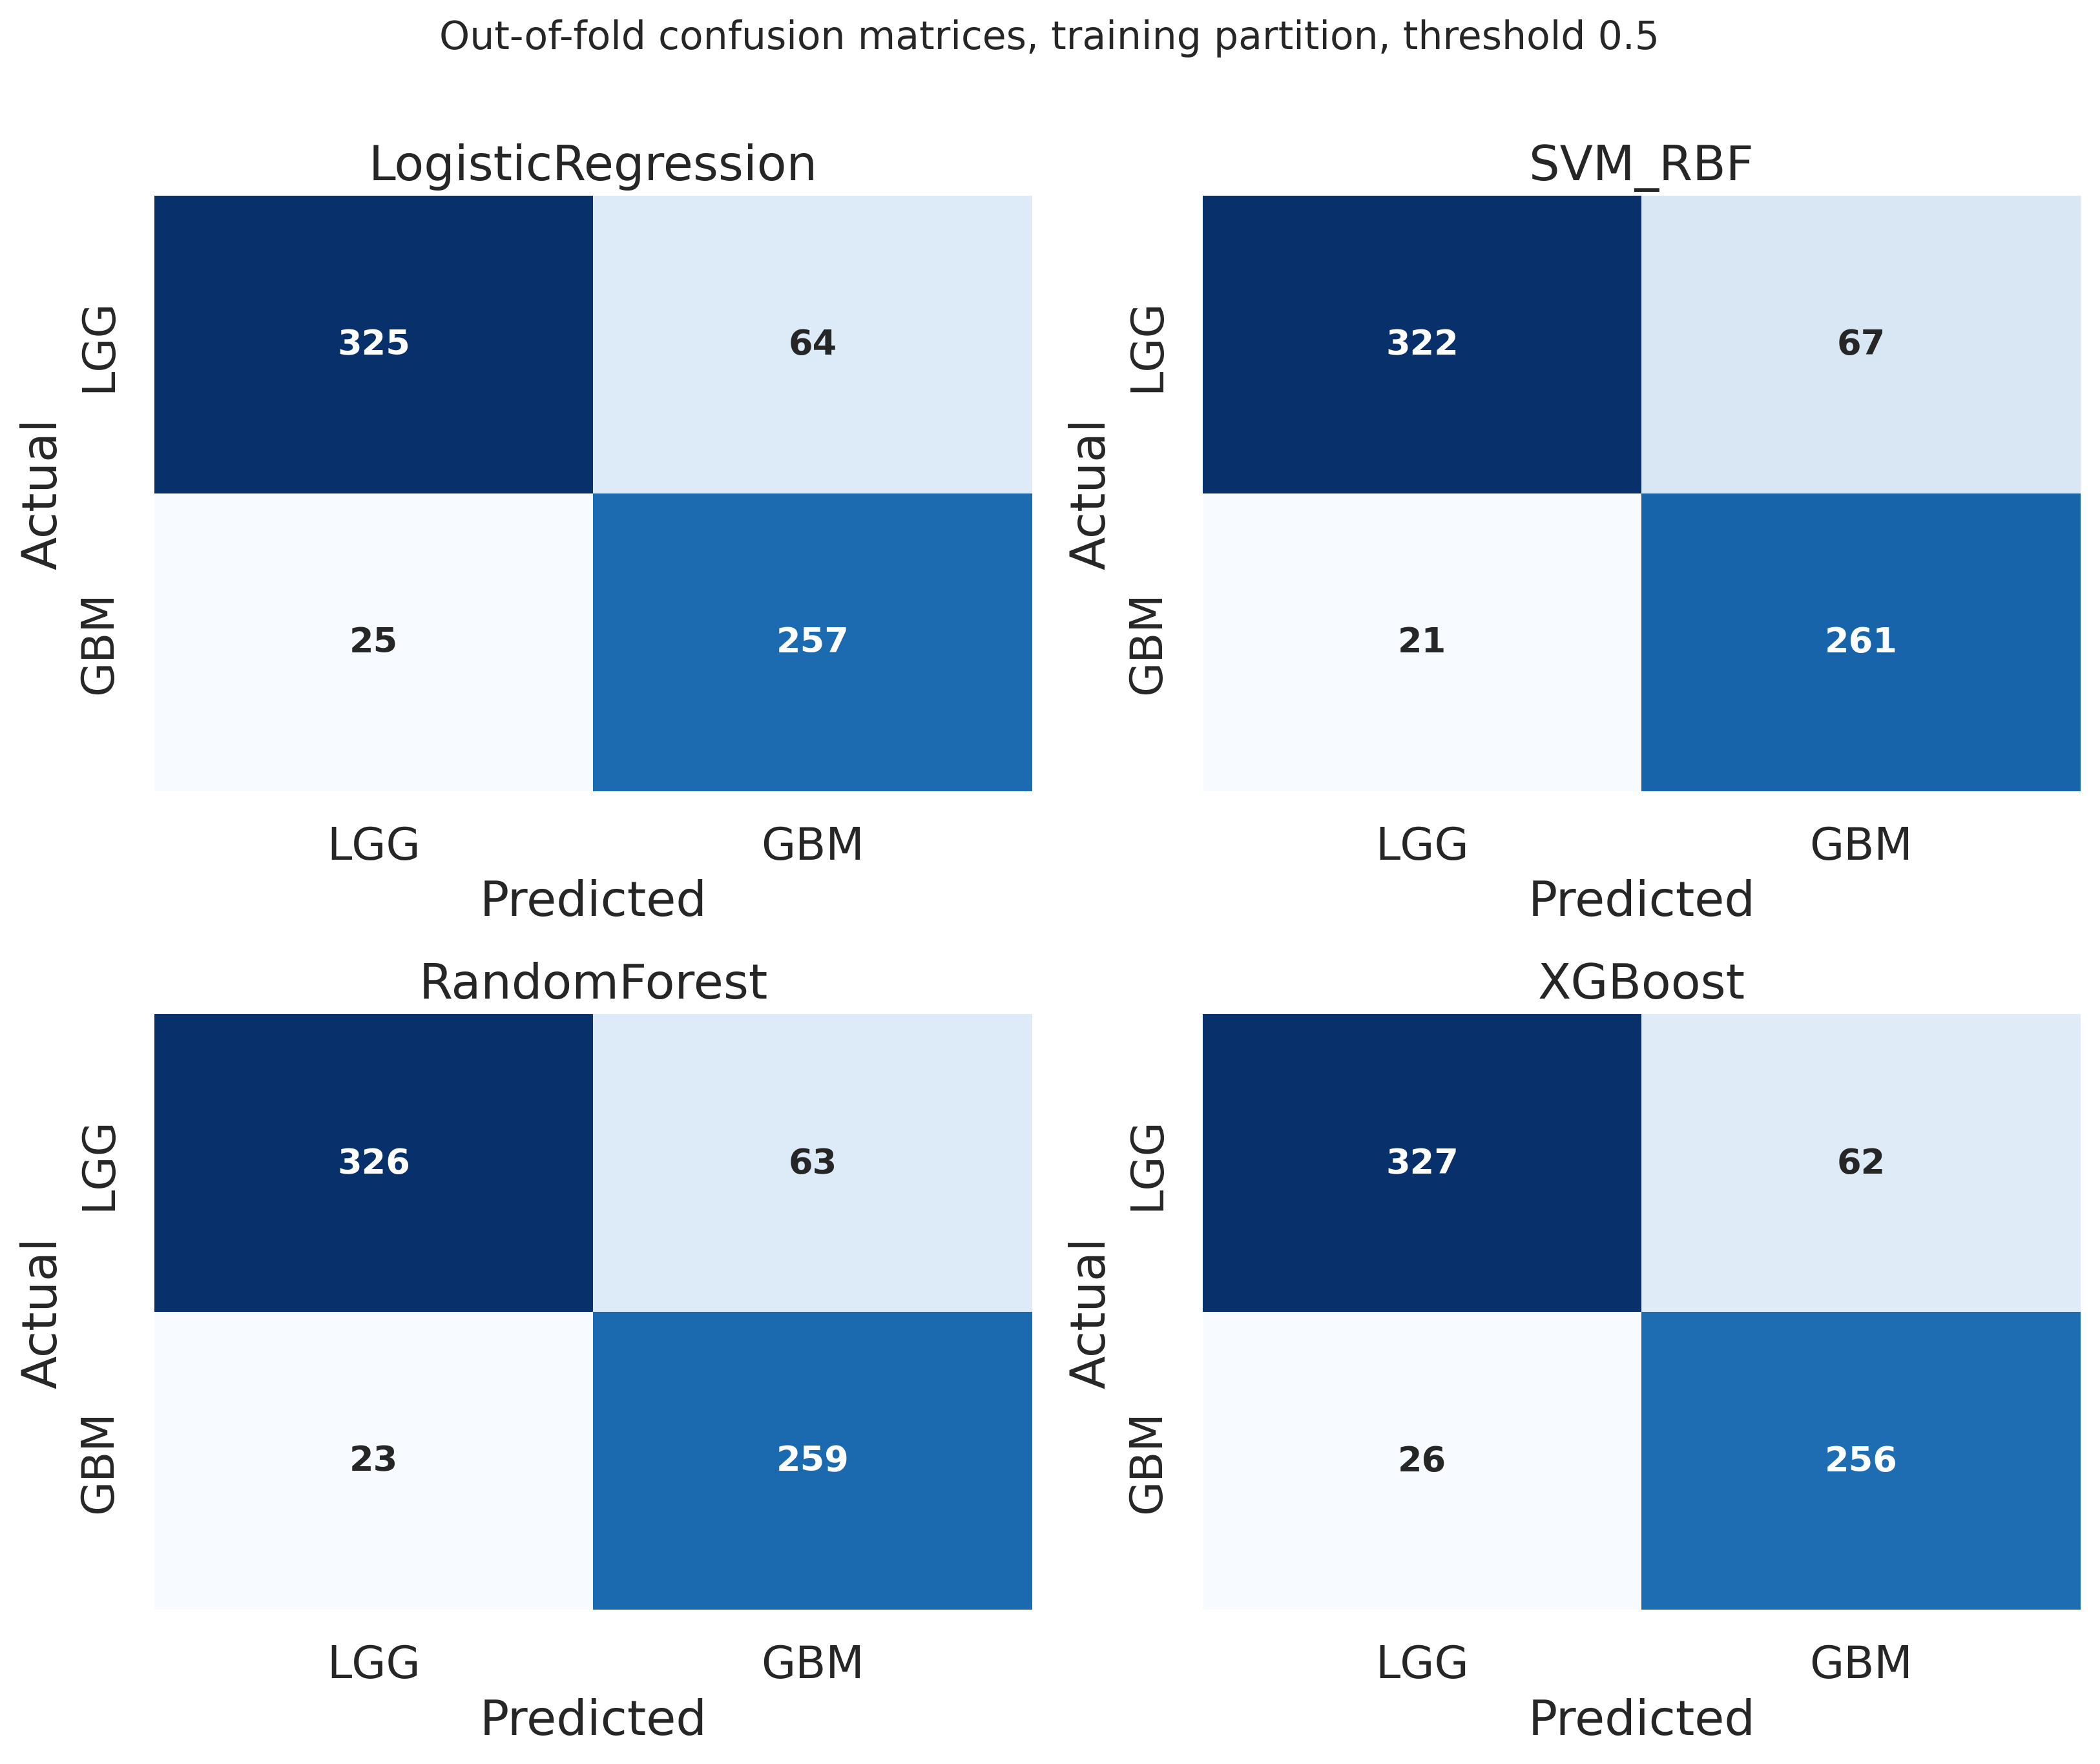 Out-of-fold confusion matrices, training partition, threshold 0.5
LogisticRegression
Actual
LGG
325
64
GBM
25
257
LGG
GBM
Predicted
SVM_RBF
Actual
LGG
322
67
GBM
21
261
LGG
GBM
Predicted
RandomForest
Actual
LGG
326
63
GBM
23
259
LGG
GBM
Predicted
XGBoost
Actual
LGG
327
62
GBM
26
256
LGG
GBM
Predicted